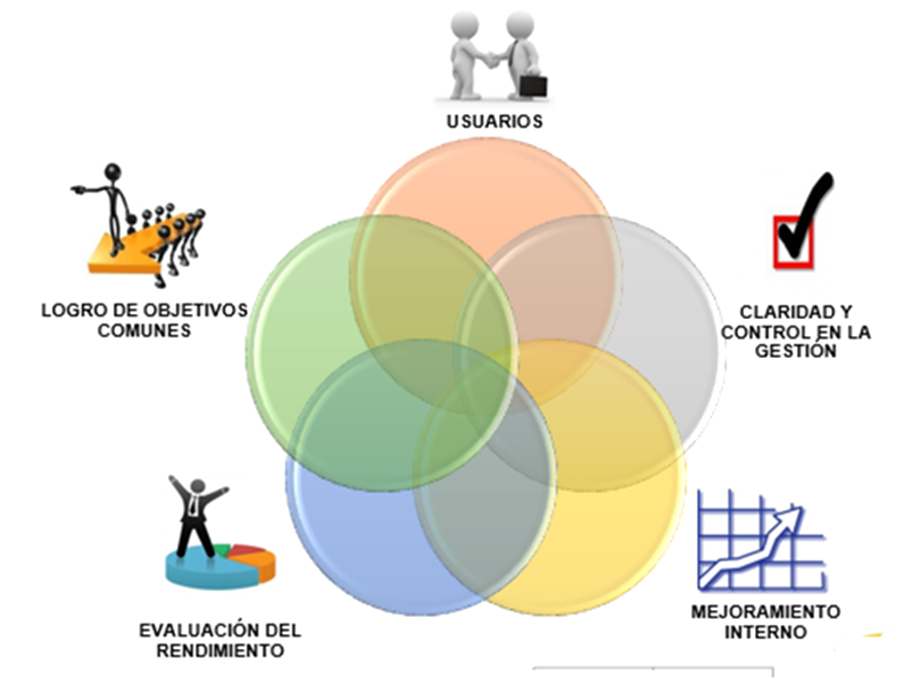 USUARIOS
LOGRO DE OBJETIVOS
COMUNES
CLARIDAD Y
CONTROL EN LA
GESTIÓN
EVALUACIÓN DEL
RENDIMIENTO
MEJORAMIENTO
INTERNO